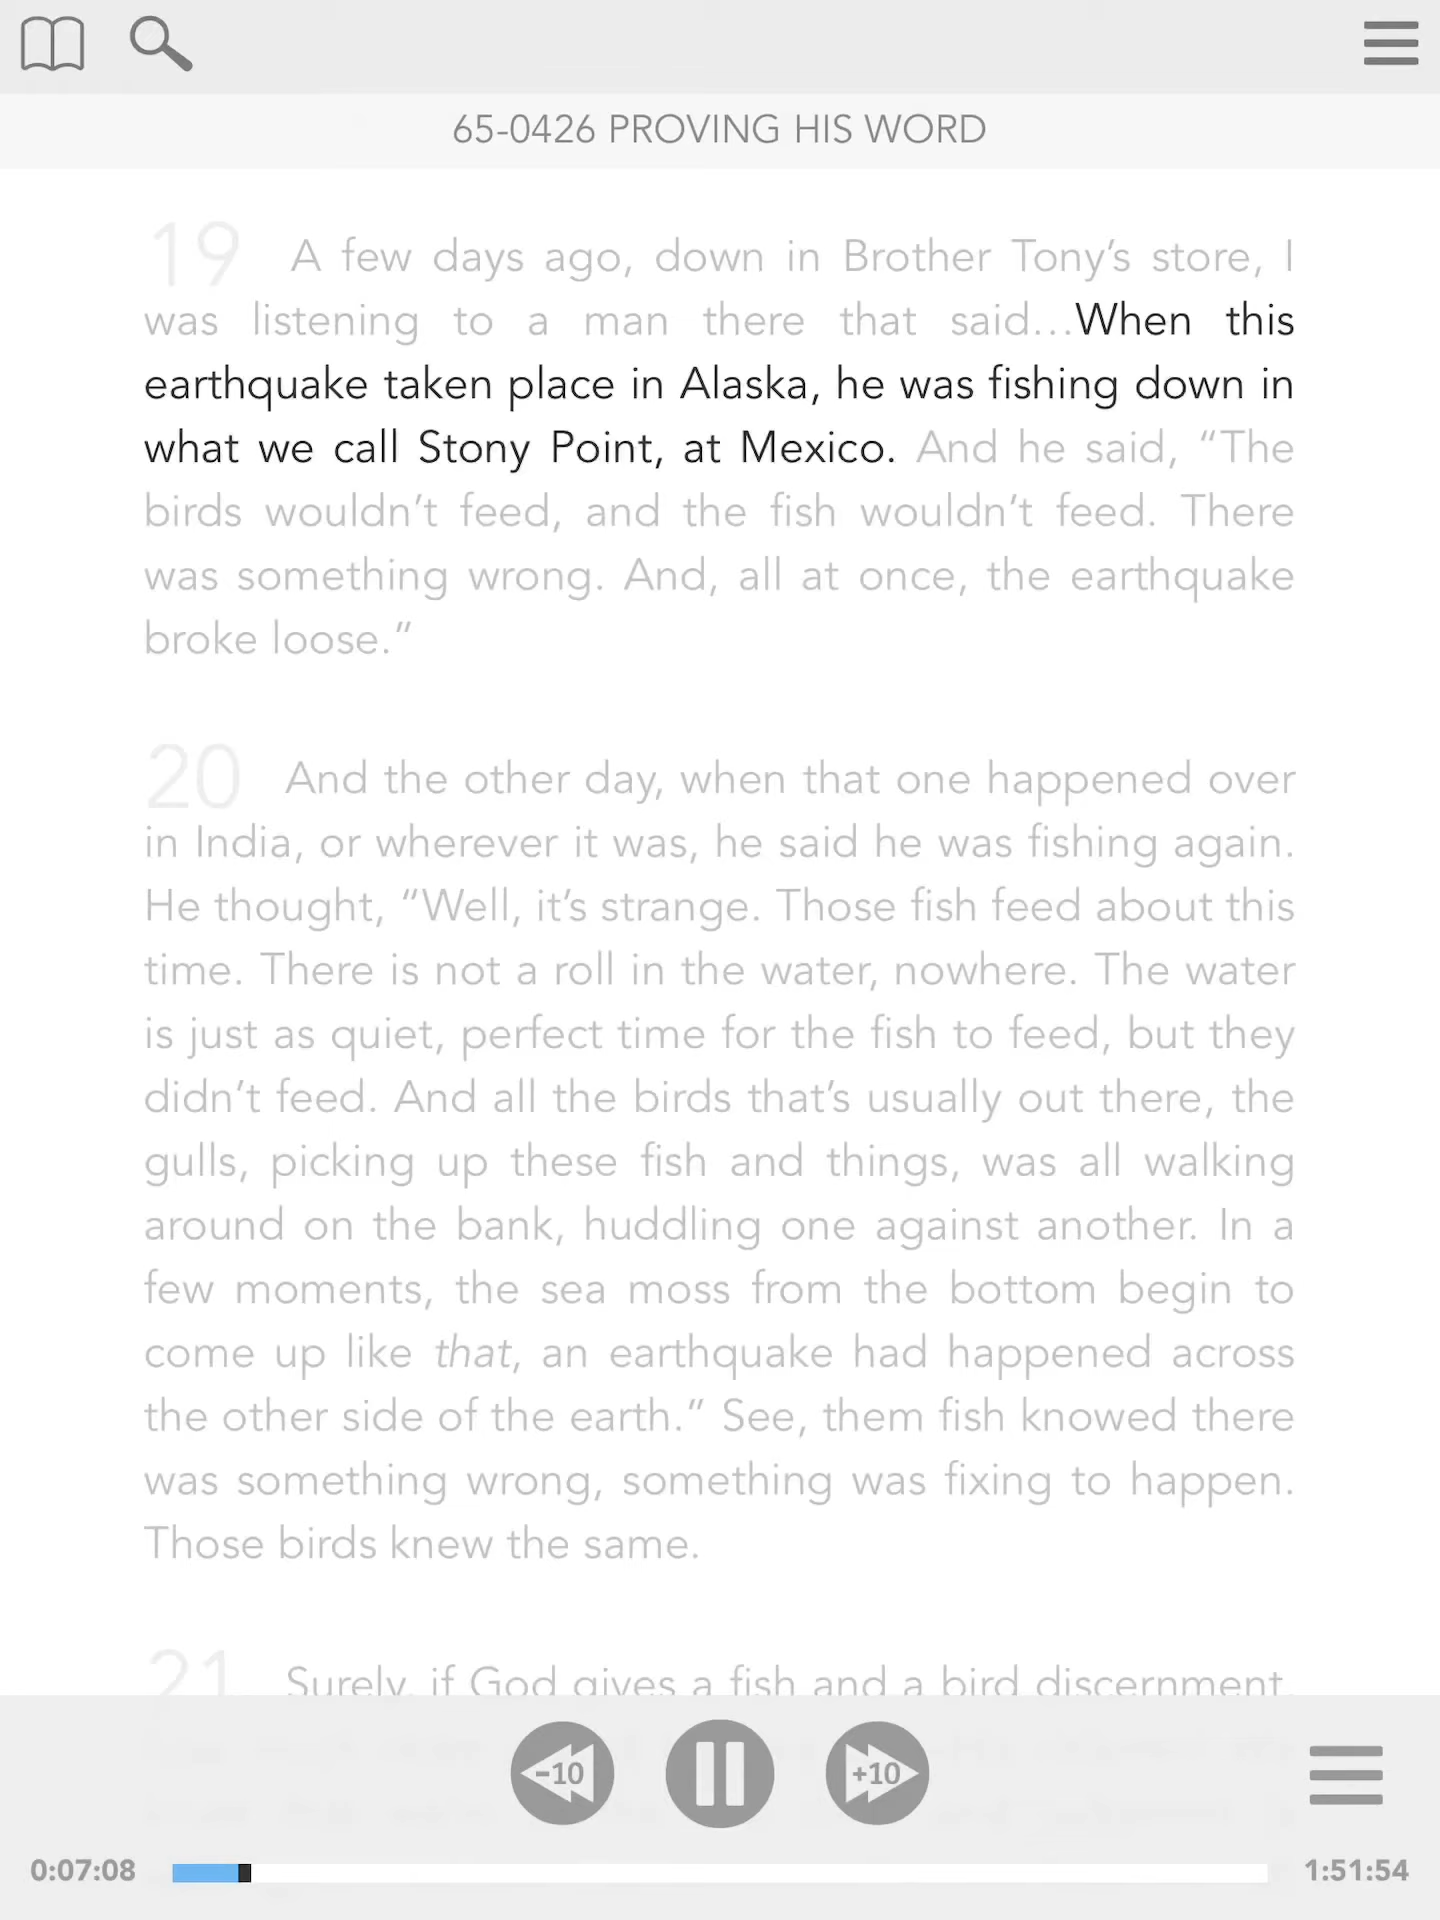 65-0426 PROVING HIS WORD
19 A few days ago, down in Brother Tony’s store, I
was listening to a man there that said…When this
earthquake taken place in Alaska, he was fishing down in
what we call Stony Point, at Mexico. And he said, “The
birds wouldn’t feed, and the fish wouldn’t feed. There
was something wrong. And, all at once, the earthquake
broke loose.”
20 And the other day, when that one happened over
in India, or wherever it was, he said he was fishing again.
He thought, “Well, it’s strange. Those fish feed about this
time. There is not a roll in the water, nowhere. The water
is just as quiet, perfect time for the fish to feed, but they
didn’t feed. And all the birds that’s usually out there, the
gulls, picking up these fish and things, was all walking
around on the bank, huddling one against another. In a
few moments, the sea moss from the bottom begin to
come up like that, an earthquake had happened across
the other side of the earth.” See, them fish knowed there
was something wrong, something was fixing to happen.
Those birds knew the same.
21 Surely, if God gives a fish and a bird discernment,
-10 +10
0:07:08 1:51:54